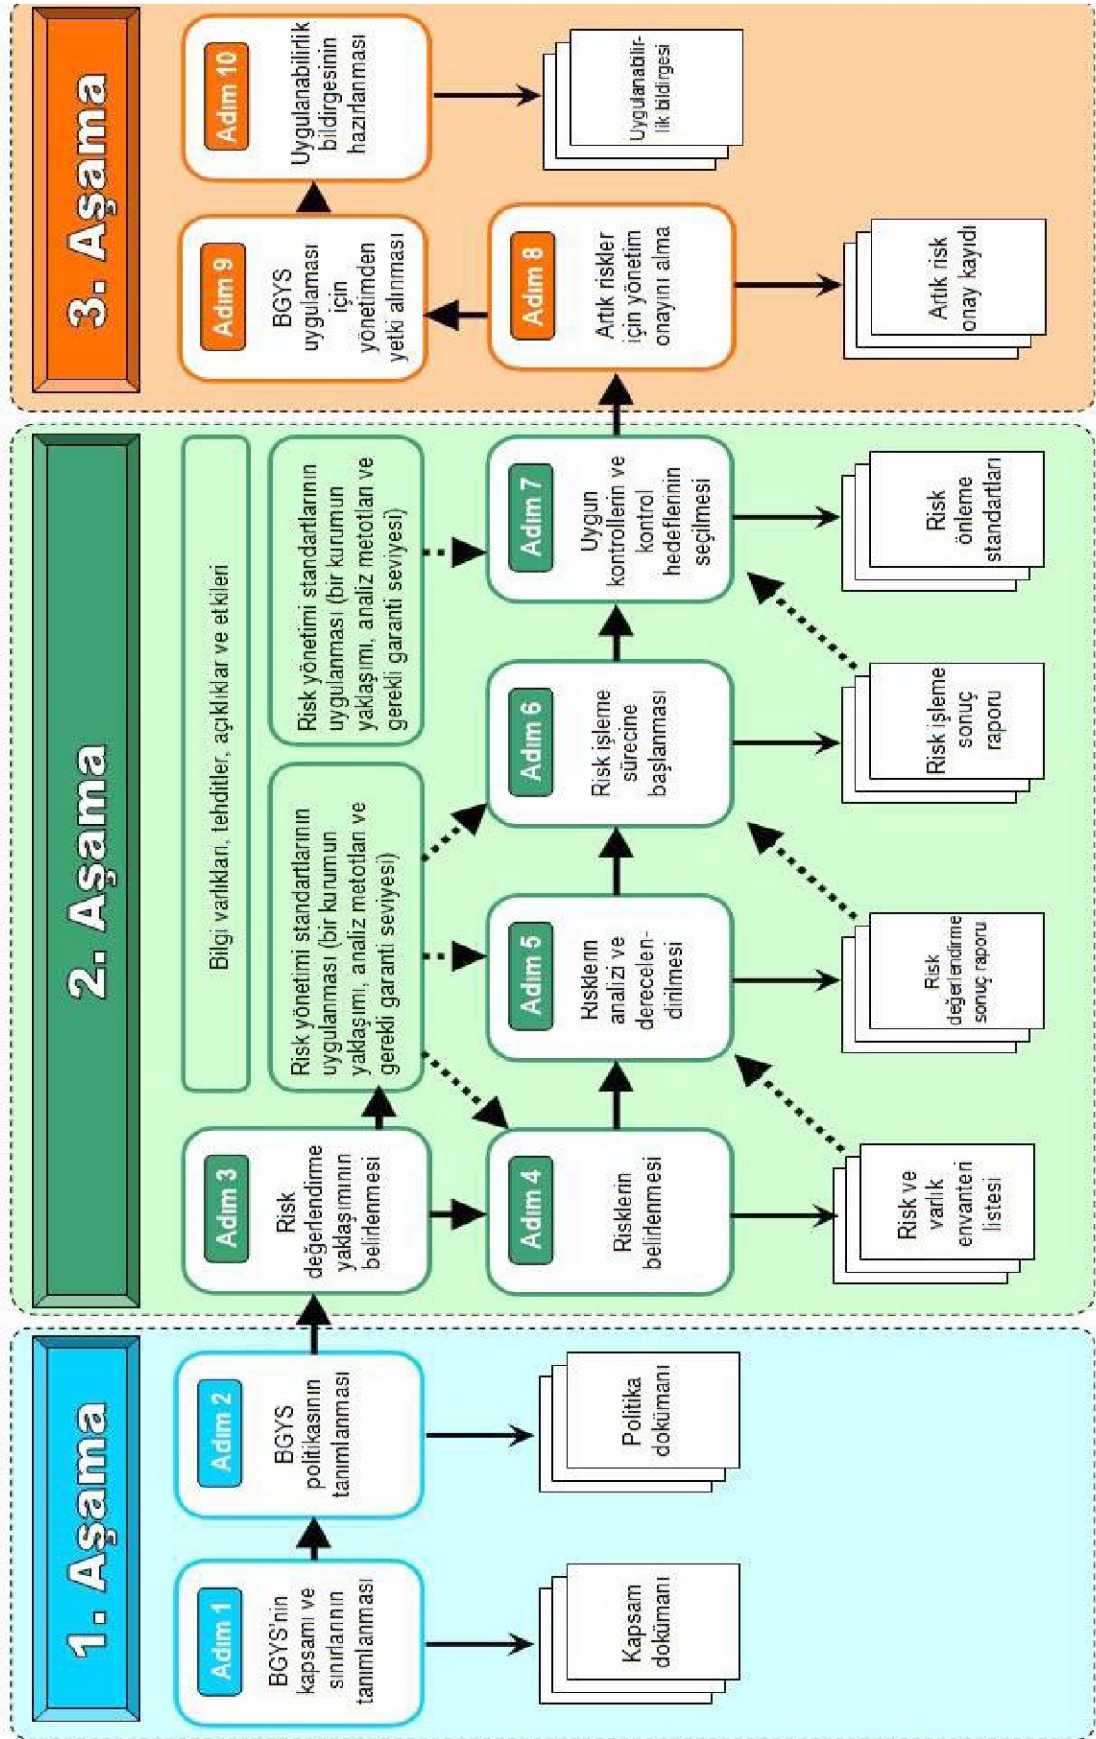 1. Aşama
Adım 1
BGYS'nin
kapsamı ve
sınırlarının
tanımlanması
Kapsam
dokümanı
Adım 2
BGYS
politikasının
tanımlanması
Politika
dokümanı
2. Aşama
Bilgi varlıkları, tehditler, açıklıklar ve etkileri
Adım 3
Risk
değerlendirme
yaklaşımının
belirlenmesi
Risk yönetimi standartlarının
uygulanması (bir kurumun
yaklaşımı, analiz metotları ve
gerekli garanti seviyesi)
Risk yönetimi standartlarının
uygulanması (bir kurumun
yaklaşımı, analiz metotları ve
gerekli garanti seviyesi)
Adım 4
Risklerin
belirlenmesi
Risk ve
varlık
envanteri
listesi
Adım 5
Risklerin
analizi ve
derecelen-
dirilmesi
Risk
değerlendirme
sonuç raporu
Adım 6
Risk işleme
sürecine
başlanması
Risk işleme
sonuç
raporu
Adım 7
Uygun
kontrollerin ve
kontrol
hedeflerinin
seçilmesi
Risk
önleme
standartları
3. Aşama
Adım 8
Artık riskler
için yönetim
onayını alma
Artık risk
onay kayıdı
Adım 9
BGYS
uygulaması
için
yönetimden
yetki alınması
Adım 10
Uygulanabilirlik
bildirgesinin
hazırlanması
Uygulanabilir-
lik bildirgesi